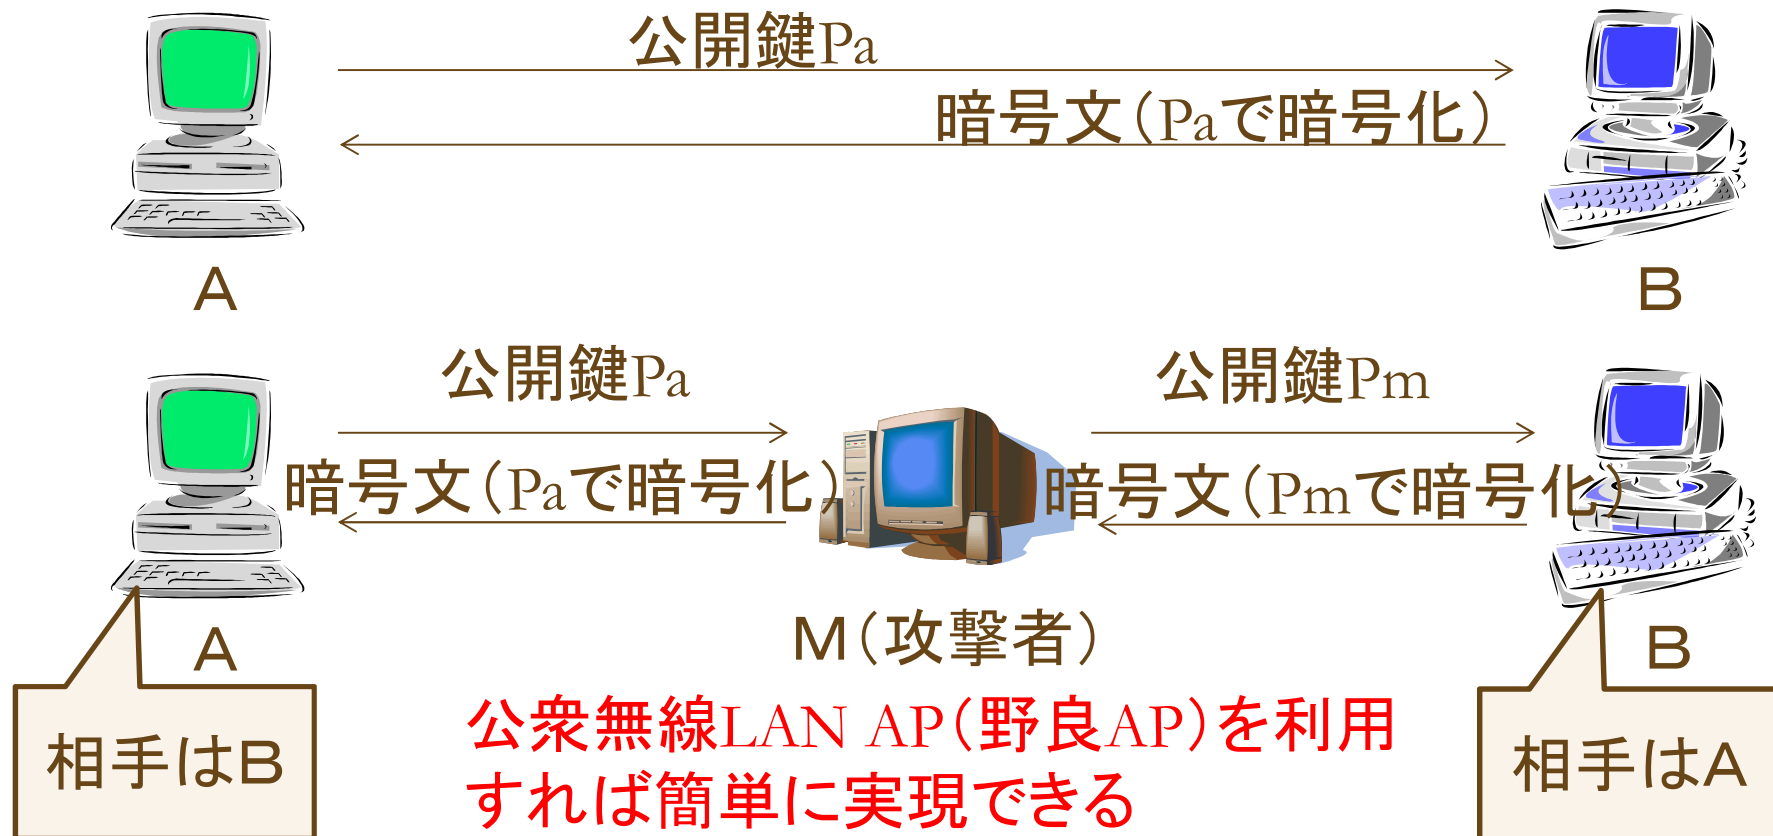 公開鍵Pa
暗号文(Paで暗号化)
A
B
公開鍵Pa
公開鍵Pm
暗号文(Paで暗号化)
暗号文(Pmで暗号化)
M(攻撃者)
A
B
相手はB
公衆無線LAN AP(野良AP)を利用
すれば簡単に実現できる
相手はA